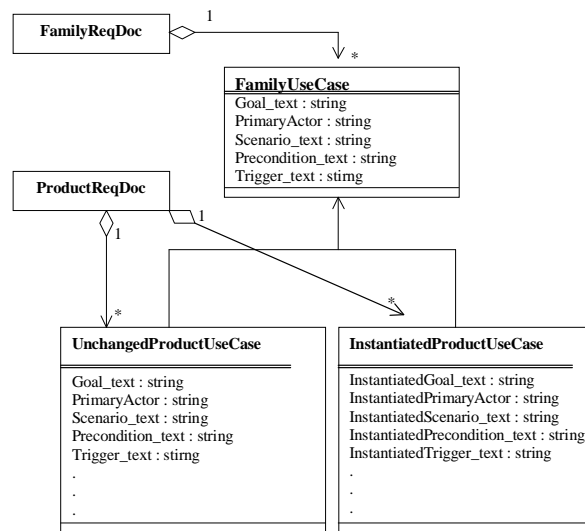 1
FamilyReqDoc
*
FamilyUseCase
Goal_text : string
PrimaryActor : string
Scenario_text : string
Precondition_text : string
Trigger_text : stirng
ProductReqDoc
1
1
*
*
UnchangedProductUseCase
Goal_text : string
PrimaryActor : string
Scenario_text : string
Precondition_text : string
Trigger_text : stirng
.
.
.
InstantiatedProductUseCase
InstantiatedGoal_text : string
InstantiatedPrimaryActor : string
InstantiatedScenario_text : string
InstantiatedPrecondition_text : string
InstantiatedTrigger_text : string
.
.
.